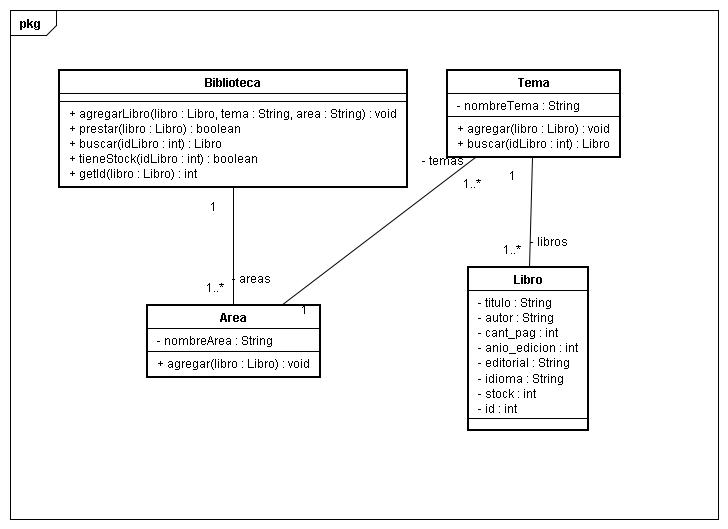 pkg
Biblioteca
+ agregarLibro(libro : Libro, tema : String, area : String) : void
+ prestar(libro : Libro) : boolean
+ buscar(idLibro : int) : Libro
+ tieneStock(idLibro : int) : boolean
+ getId(libro : Libro) : int
Tema
- nombreTema : String
+ agregar(libro : Libro) : void
+ buscar(idLibro : int) : Libro
- temas
1..*
1
1
1..*
- areas
1..*
- libros
Area
1
- nombreArea : String
+ agregar(libro : Libro) : void
Libro
- titulo : String
- autor : String
- cant_pag : int
- anio_edicion : int
- editorial : String
- idioma : String
- stock : int
- id : int